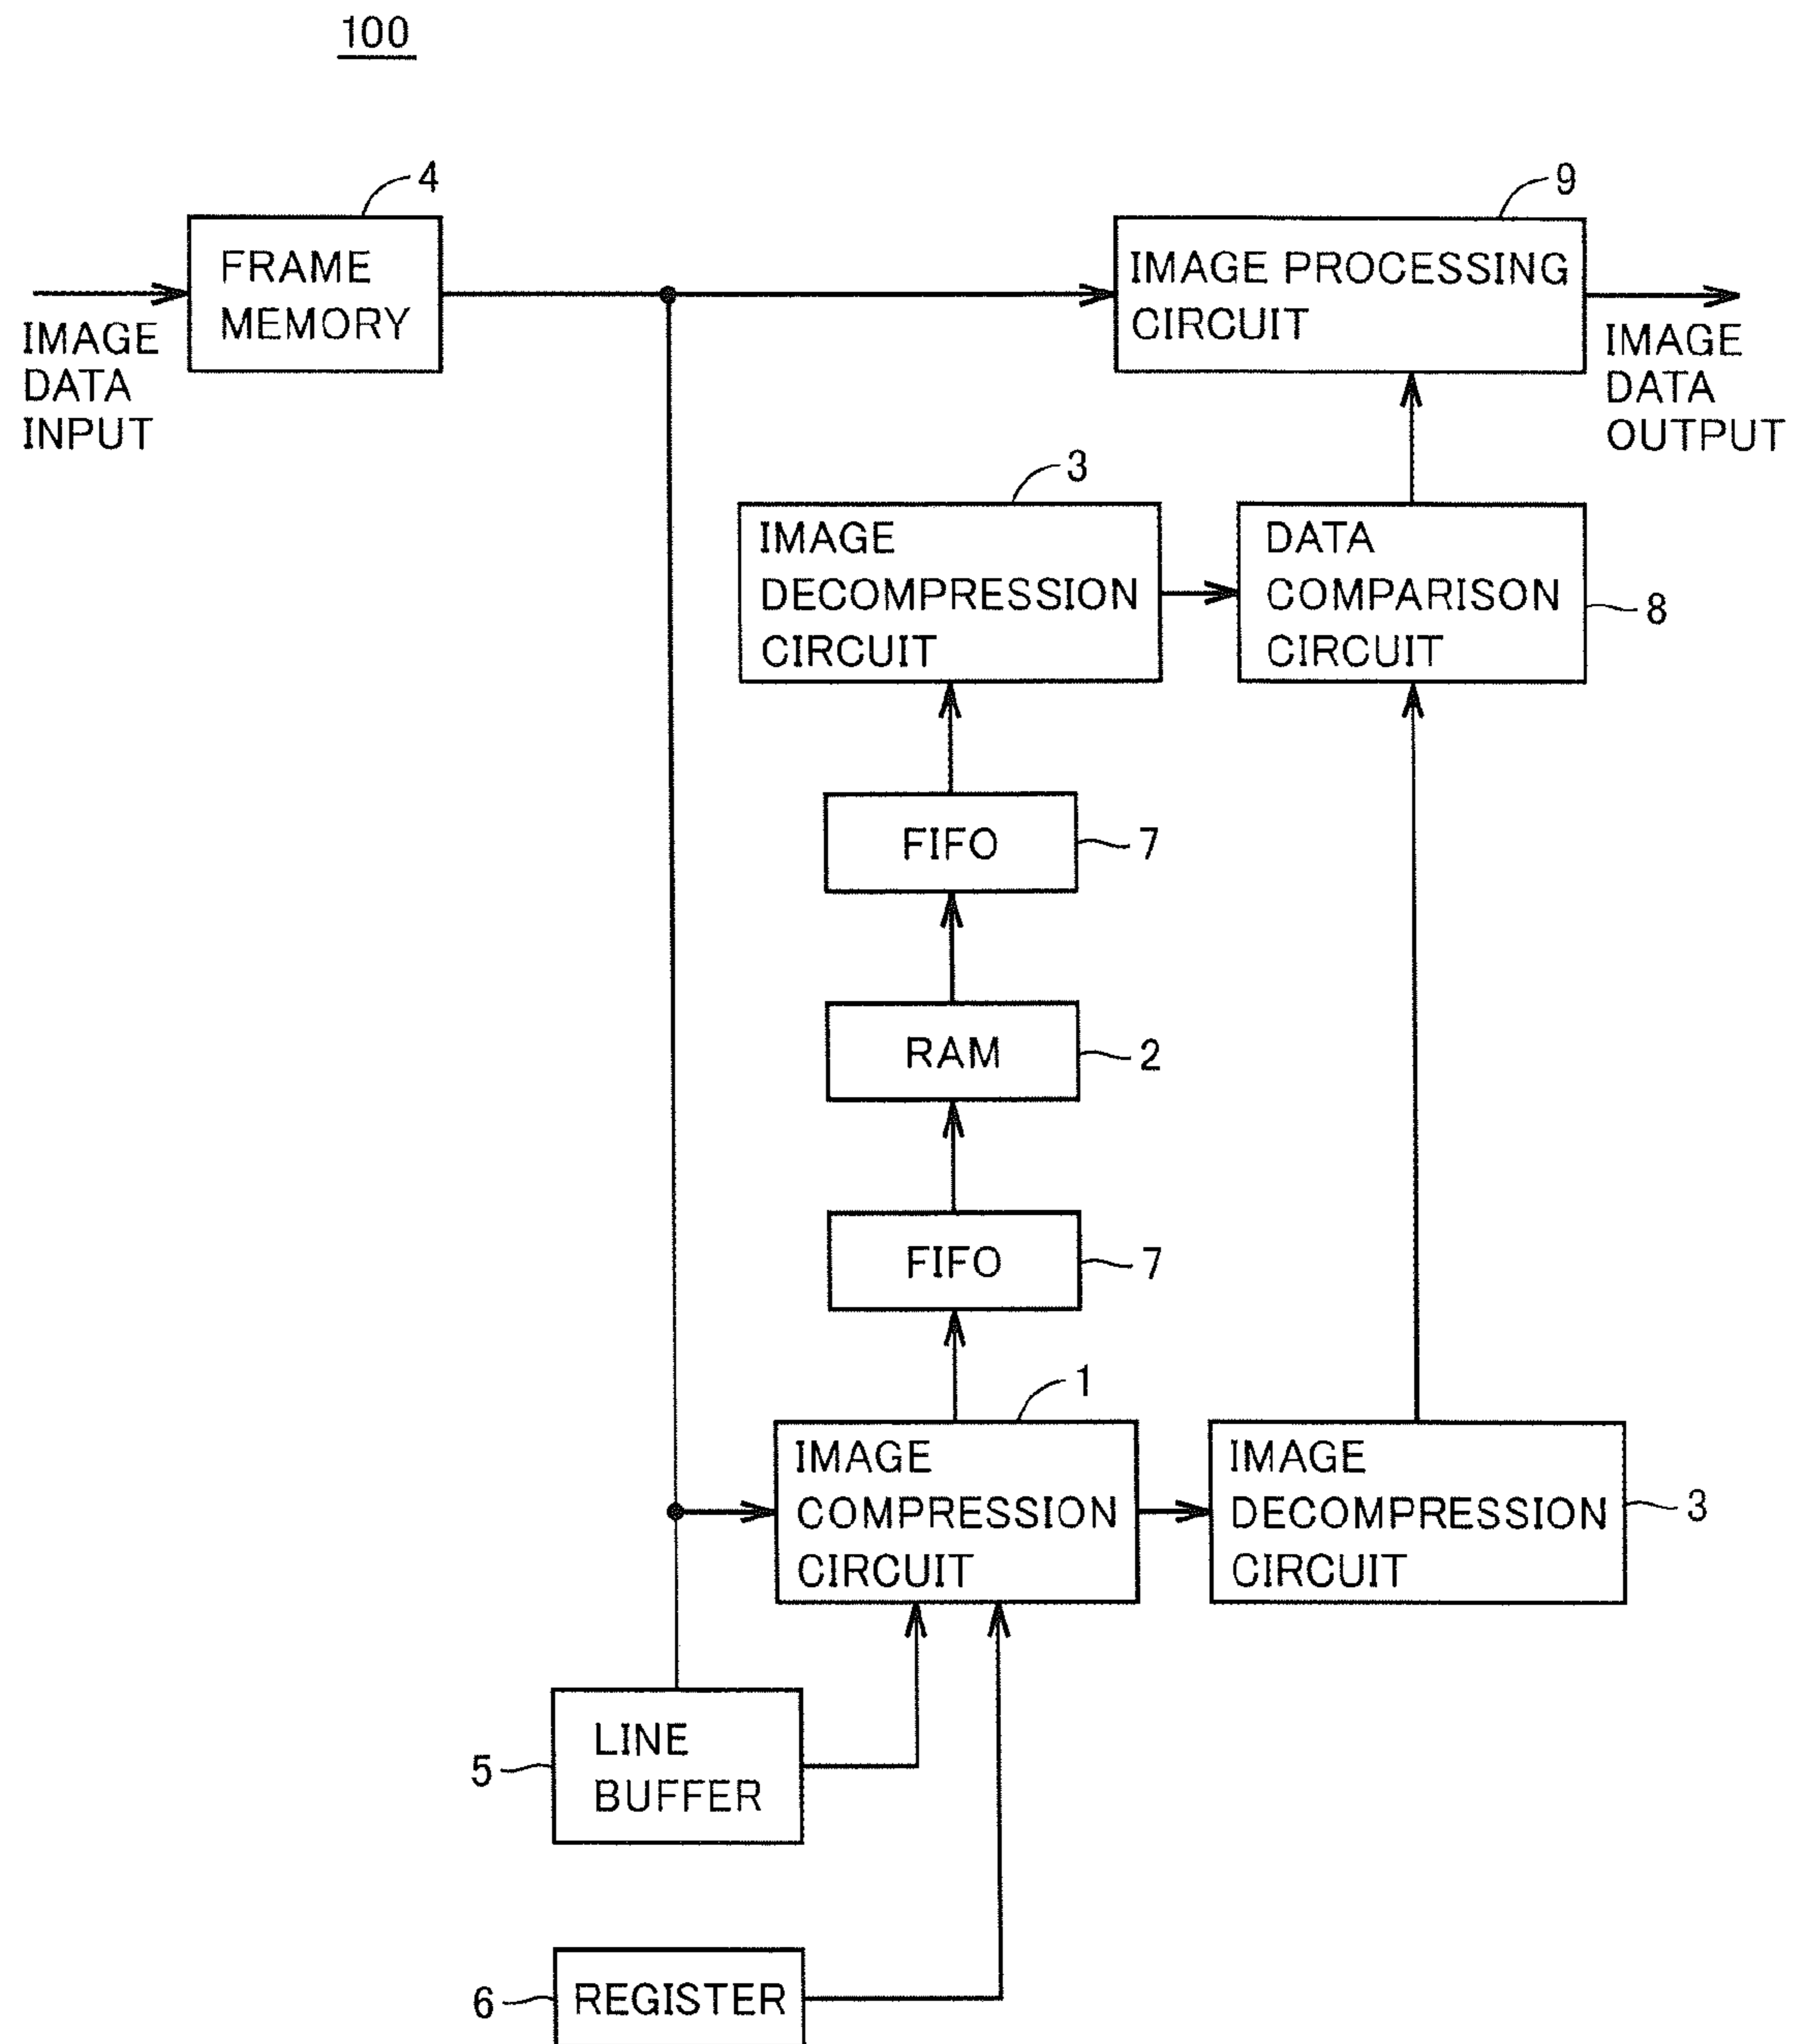 100
4
FRAME
MEMORY
IMAGE
DATA
INPUT
9
IMAGE PROCESSING
CIRCUIT
IMAGE
DATA
OUTPUT
3
IMAGE
DECOMPRESSION
CIRCUIT
DATA
COMPARISON
CIRCUIT
8
FIFO
7
RAM
2
FIFO
7
1
IMAGE
COMPRESSION
CIRCUIT
IMAGE
DECOMPRESSION
CIRCUIT
3
5
LINE
BUFFER
6
REGISTER